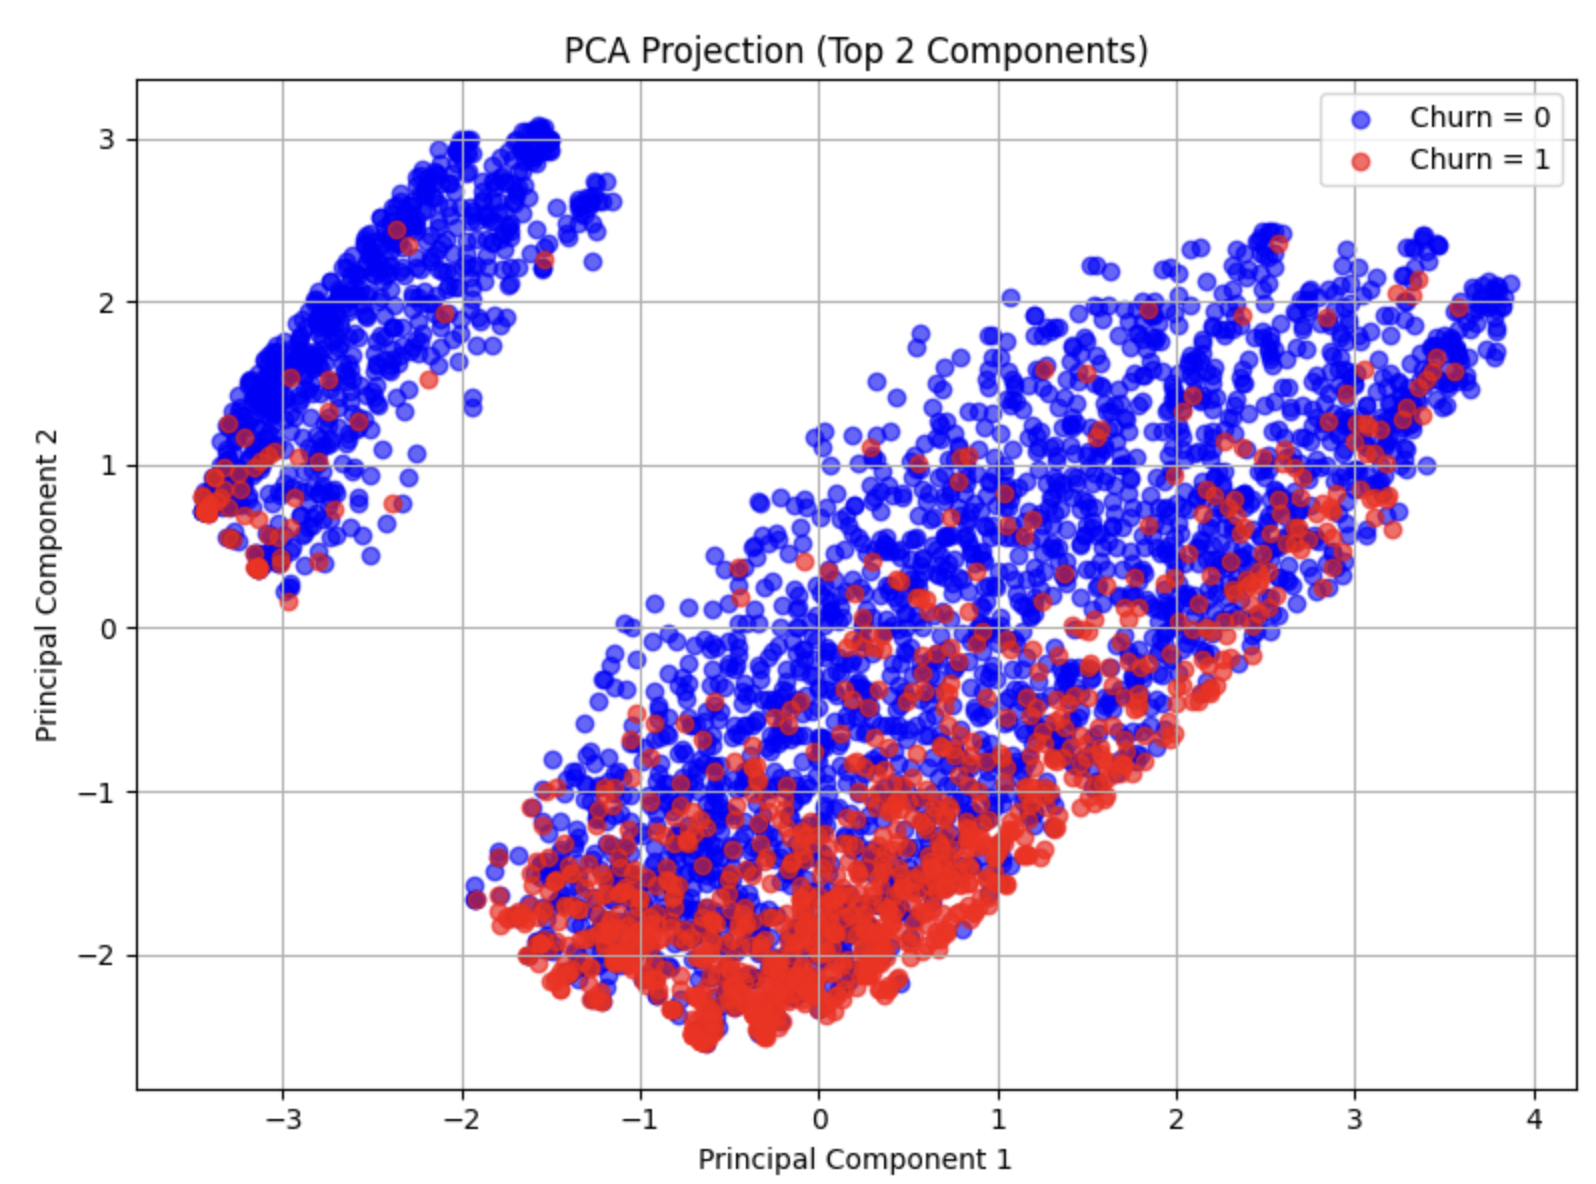 PCA Projection (Top 2 Components)
Churn = 0
Churn = 1
Principal Component 2
3
2
1
0
−1
−2
−3
−2
−1
0
1
2
3
4
Principal Component 1